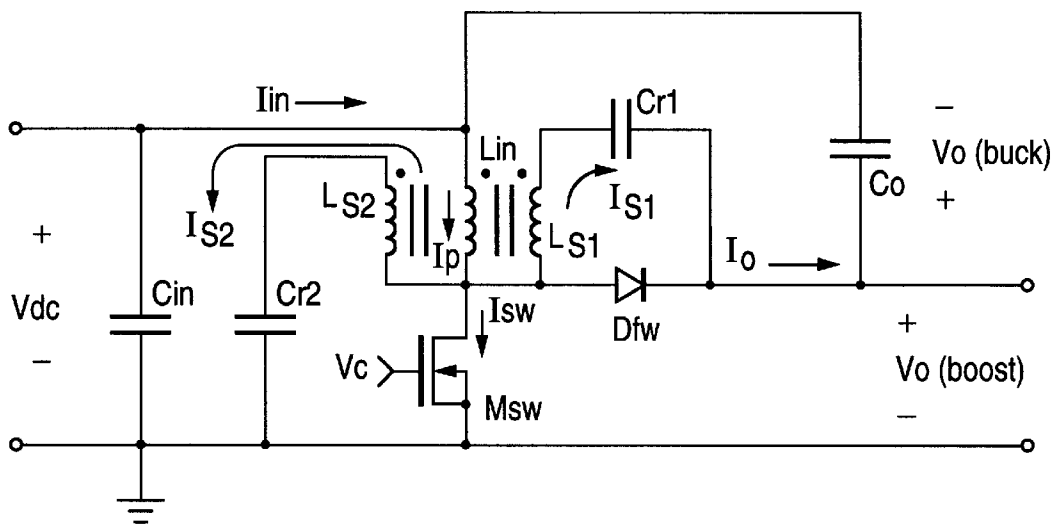 Iin
Cr1
−
Vo (buck)
+
Lin
Co
LS2
IS1
IS2
LS1
Ip
Io
+
Vdc
−
Cin
Cr2
Isw
Dfw
+
Vo (boost)
−
Vc
Msw